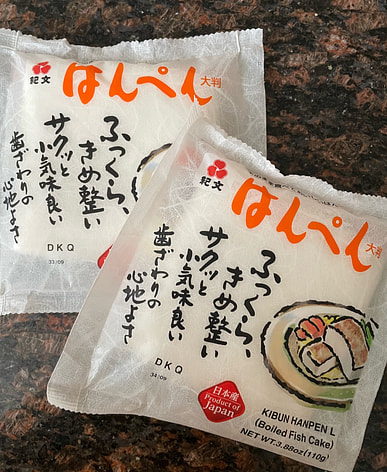 紀文
はんぺん
大判
ふっくら、
きめ整い
サクッと
小気味良い
歯ざわりの
心地よさ
DKQ
紀文
はんぺん
大判
ふっくら、
きめ整い
サクッと
小気味良い
歯ざわりの
心地よさ
DKQ
日本産
Product of
Japan
KIBUN HANPEN L
(Boiled Fish Cake)
NET WT.3.88oz (110g)